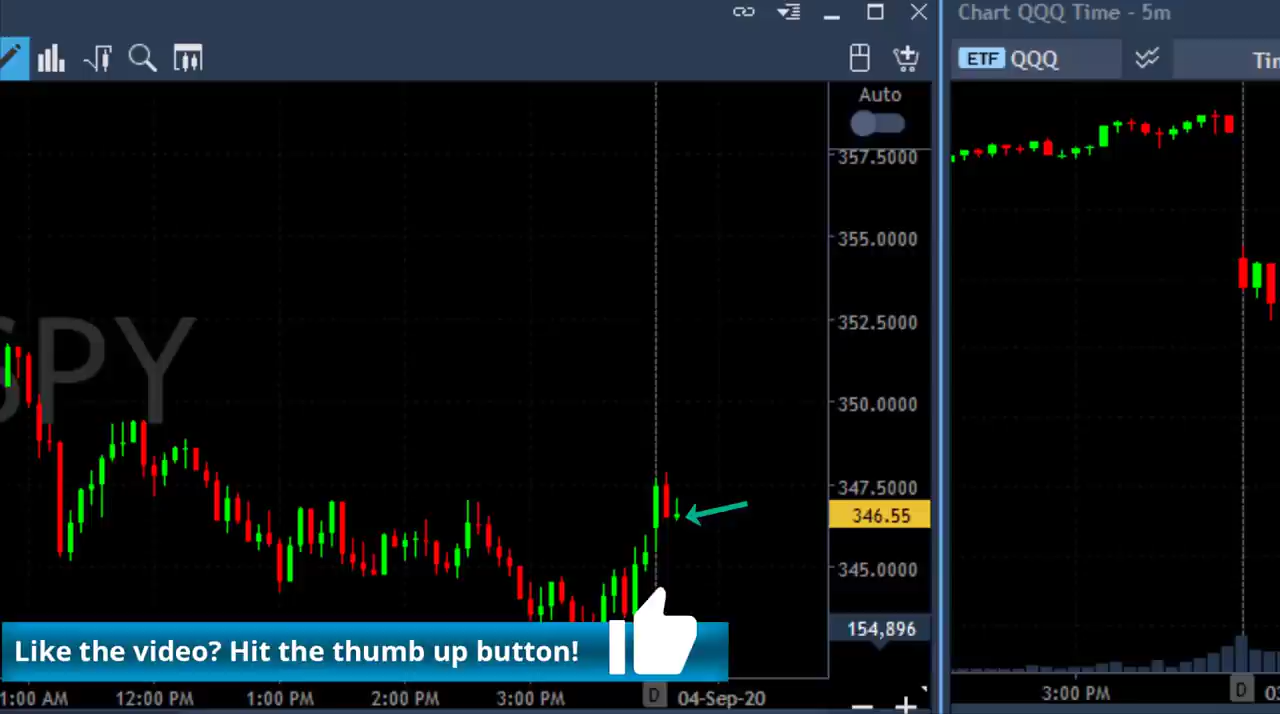 Chart QQQ Time - 5m
ETF QQQ
Auto
357.5000
355.0000
352.5000
350.0000
347.5000
346.55
345.0000
154,896
SPY
Like the video? Hit the thumb up button!
1:00 AM 12:00 PM 1:00 PM 2:00 PM 3:00 PM D 04-Sep-20
3:00 PM D